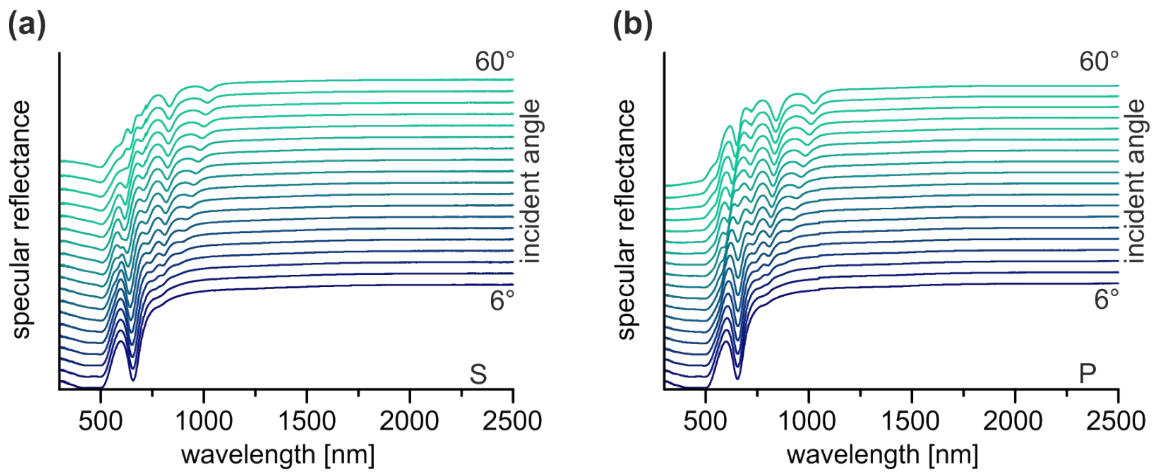 (a)
specular reflectance
60°
6°
incident angle
S
500 1000 1500 2000 2500
wavelength [nm]
(b)
specular reflectance
60°
6°
incident angle
P
500 1000 1500 2000 2500
wavelength [nm]